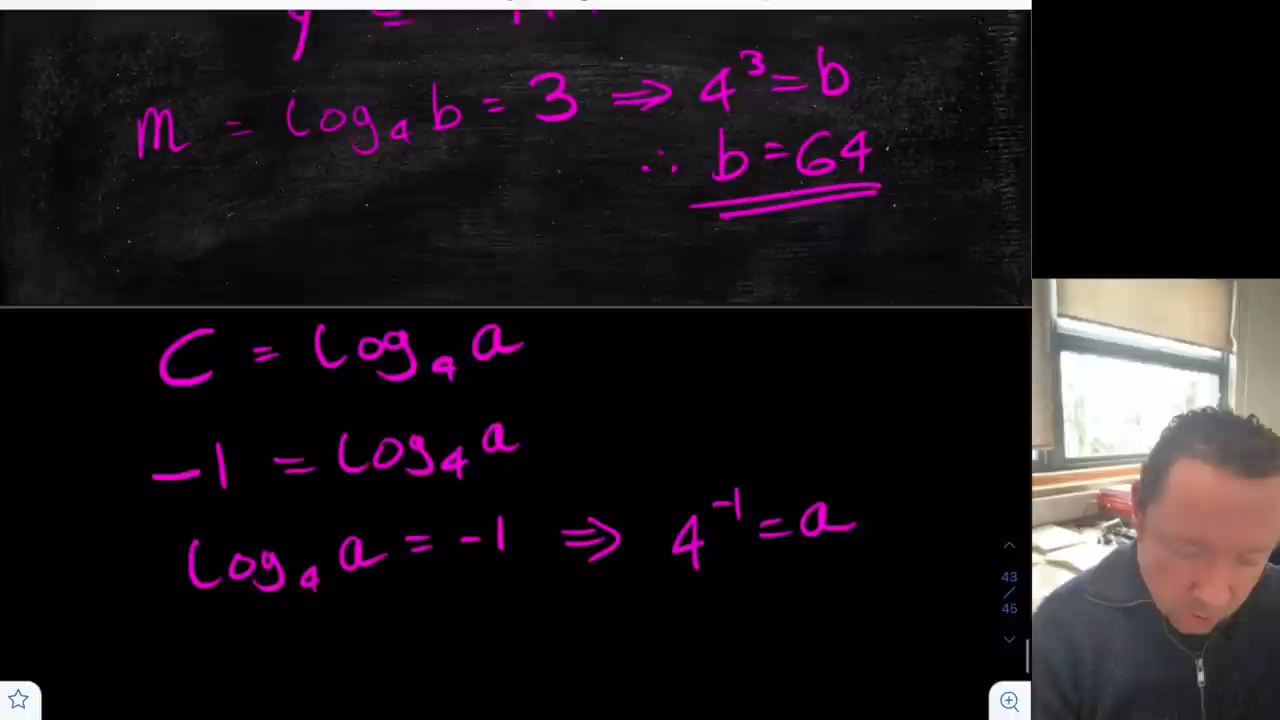 m = log₄ b = 3 ⇒ 4³ = b
∴ b = 64
C = log₄ a
-1 = log₄ a
log₄ a = -1 ⇒ 4⁻¹ = a
43
/
45